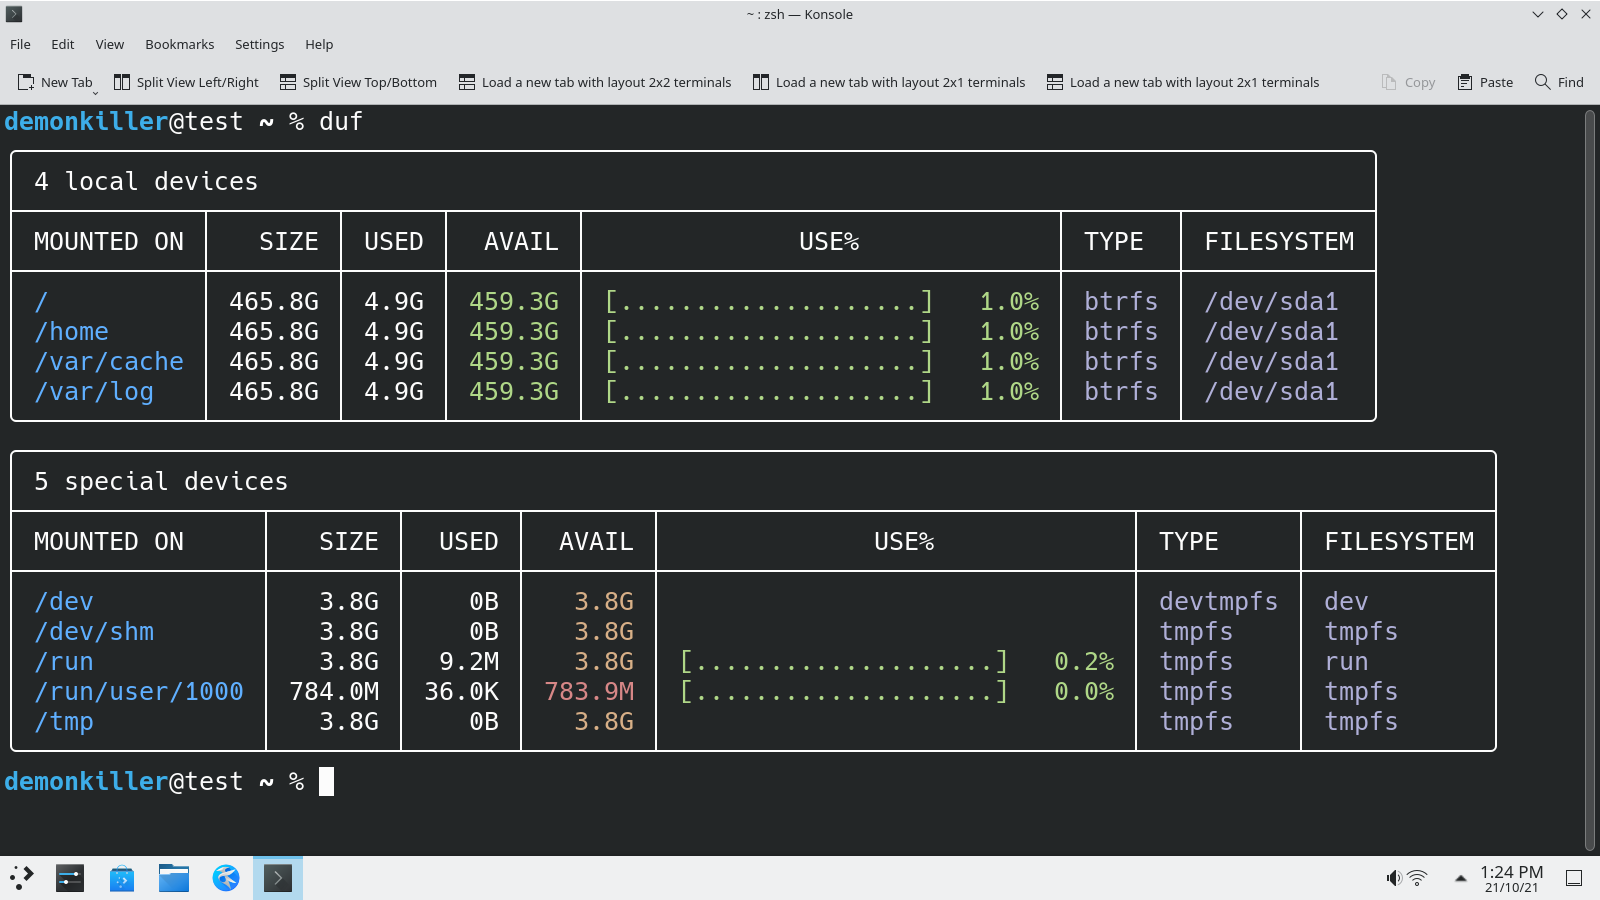 ~ : zsh — Konsole
File Edit View Bookmarks Settings Help
New Tab Split View Left/Right Split View Top/Bottom Load a new tab with layout 2x2 terminals Load a new tab with layout 2x1 terminals Load a new tab with layout 2x1 terminals Copy Paste Find
demonkiller@test ~ % duf
4 local devices
MOUNTED ON SIZE USED AVAIL USE% TYPE FILESYSTEM
/ 465.8G 4.9G 459.3G [....................] 1.0% btrfs /dev/sda1
/home 465.8G 4.9G 459.3G [....................] 1.0% btrfs /dev/sda1
/var/cache 465.8G 4.9G 459.3G [....................] 1.0% btrfs /dev/sda1
/var/log 465.8G 4.9G 459.3G [....................] 1.0% btrfs /dev/sda1
5 special devices
MOUNTED ON SIZE USED AVAIL USE% TYPE FILESYSTEM
/dev 3.8G 0B 3.8G devtmpfs dev
/dev/shm 3.8G 0B 3.8G tmpfs tmpfs
/run 3.8G 9.2M 3.8G [....................] 0.2% tmpfs run
/run/user/1000 784.0M 36.0K 783.9M [....................] 0.0% tmpfs tmpfs
/tmp 3.8G 0B 3.8G tmpfs tmpfs
demonkiller@test ~ %
1:24 PM
21/10/21